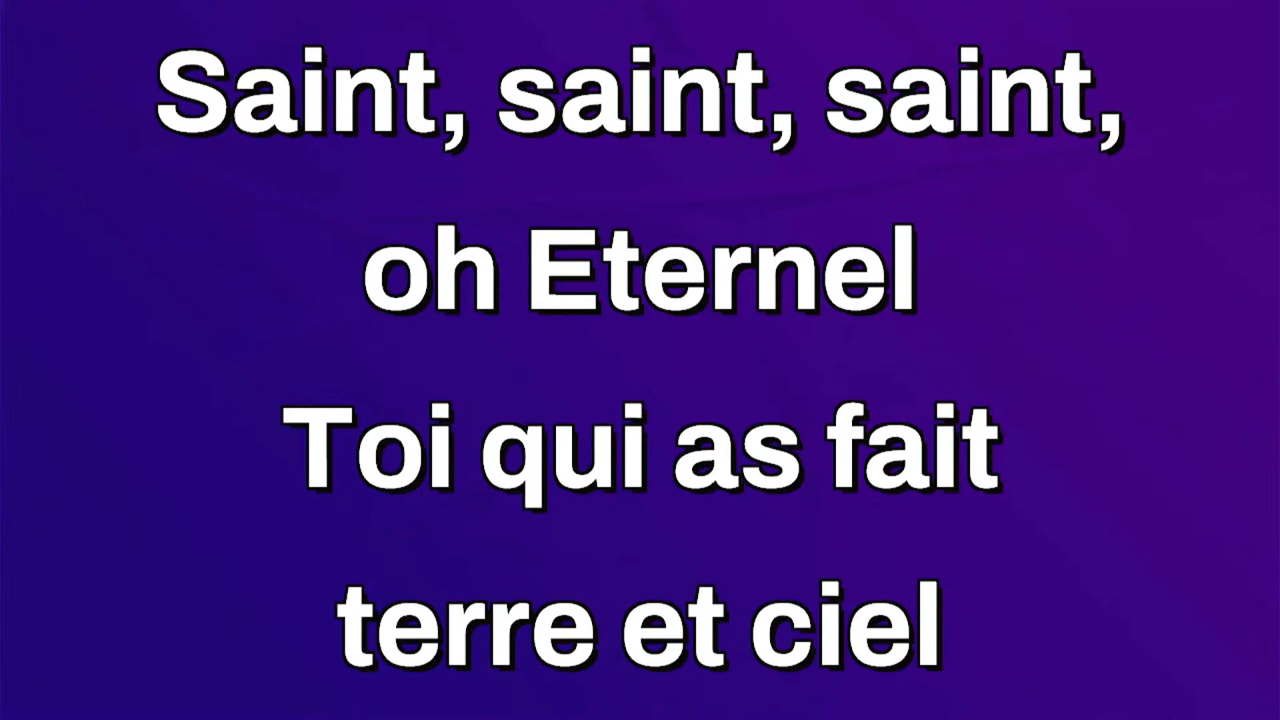 Saint, saint, saint,
oh Eternel
Toi qui as fait
terre et ciel